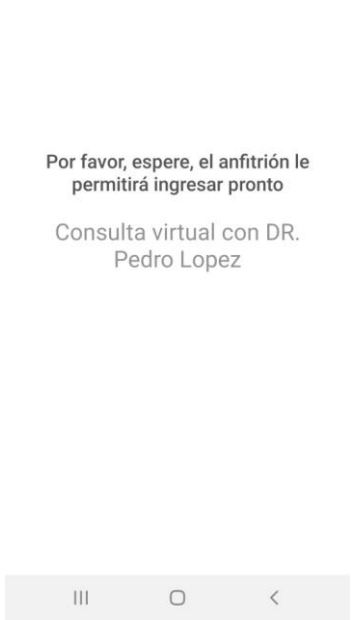 Por favor, espere, el anfitrión le
permitirá ingresar pronto
Consulta virtual con DR.
Pedro Lopez